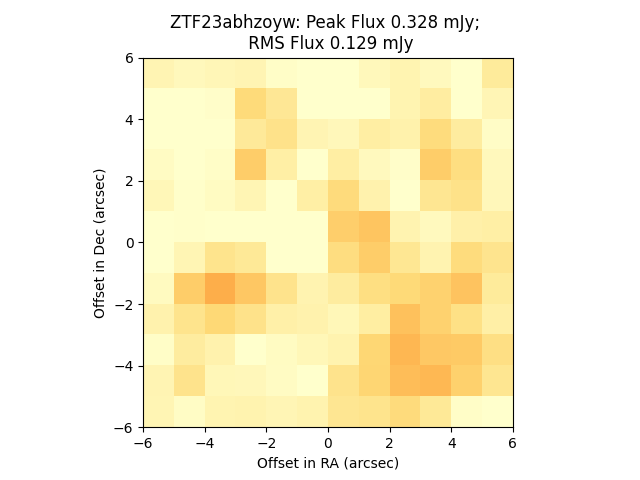 ZTF23abhzoyw: Peak Flux 0.328 mJy;
RMS Flux 0.129 mJy
6
4
2
0
−2
−4
−6
Offset in Dec (arcsec)
−6 −4 −2 0 2 4 6
Offset in RA (arcsec)